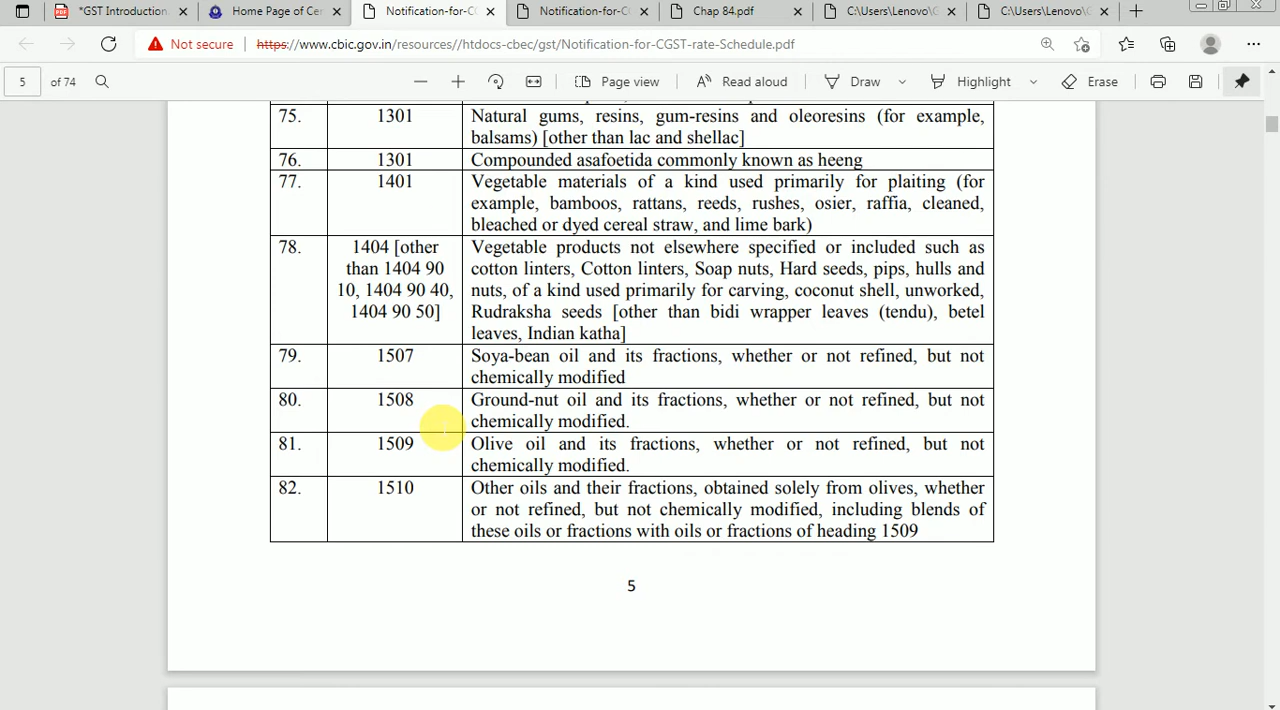 *GST Introduction.
Home Page of Ce
Notification-for-C
Notification-for-C
Chap 84.pdf
C:\Users\Lenovo\
C:\Users\Lenovo\
Not secure
https://www.cbic.gov.in/resources//htdocs-cbec/gst/Notification-for-CGST-rate-Schedule.pdf
5 of 74
Page view
Read aloud
Draw
Highlight
Erase
75. 1301 Natural gums, resins, gum-resins and oleoresins (for example,
balsams) [other than lac and shellac]
76. 1301 Compounded asafoetida commonly known as heeng
77. 1401 Vegetable materials of a kind used primarily for plaiting (for
example, bamboos, rattans, reeds, rushes, osier, raffia, cleaned,
bleached or dyed cereal straw, and lime bark)
78. 1404 [other Vegetable products not elsewhere specified or included such as
than 1404 90 cotton linters, Cotton linters, Soap nuts, Hard seeds, pips, hulls and
10, 1404 90 40, nuts, of a kind used primarily for carving, coconut shell, unworked,
1404 90 50] Rudraksha seeds [other than bidi wrapper leaves (tendu), betel
leaves, Indian katha]
79. 1507 Soya-bean oil and its fractions, whether or not refined, but not
chemically modified
80. 1508 Ground-nut oil and its fractions, whether or not refined, but not
chemically modified.
81. 1509 Olive oil and its fractions, whether or not refined, but not
chemically modified.
82. 1510 Other oils and their fractions, obtained solely from olives, whether
or not refined, but not chemically modified, including blends of
these oils or fractions with oils or fractions of heading 1509
5